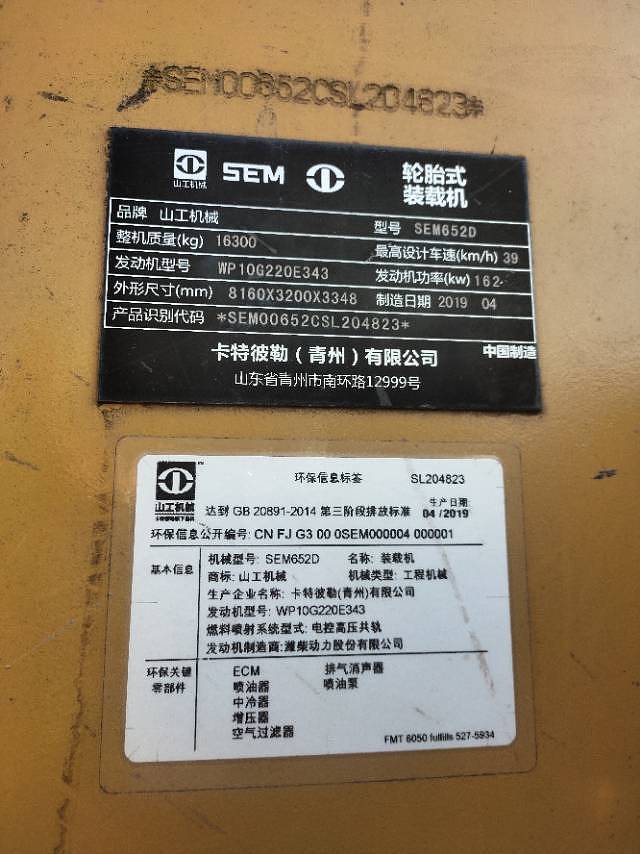 *SEM00652CSL204823*
山工机械 SEM 轮胎式
装载机
品牌 山工机械 型号 SEM652D
整机质量(kg) 16300 最高设计车速(km/h) 39
发动机型号 WP10G220E343 发动机功率(kw) 162
外形尺寸(mm) 8160X3200X3348 制造日期 2019 04
产品识别代码 *SEM00652CSL204823*
卡特彼勒（青州）有限公司 中国制造
山东省青州市南环路12999号
山工机械 环保信息标签 SL204823
达到 GB 20891-2014 第三阶段排放标准 生产日期
04/2019
环保信息公开编号: CN FJ G3 00 0SEM000004 000001
基本信息 机械型号: SEM652D 名称: 装载机
商标: 山工机械 机械类型: 工程机械
生产企业名称: 卡特彼勒(青州)有限公司
发动机型号: WP10G220E343
燃料喷射系统型式: 电控高压共轨
发动机制造商:潍柴动力股份有限公司
环保关键 ECM 排气消声器
零部件 喷油器 喷油泵
中冷器
增压器
空气过滤器
FMT 6050 fulfills 527-5934